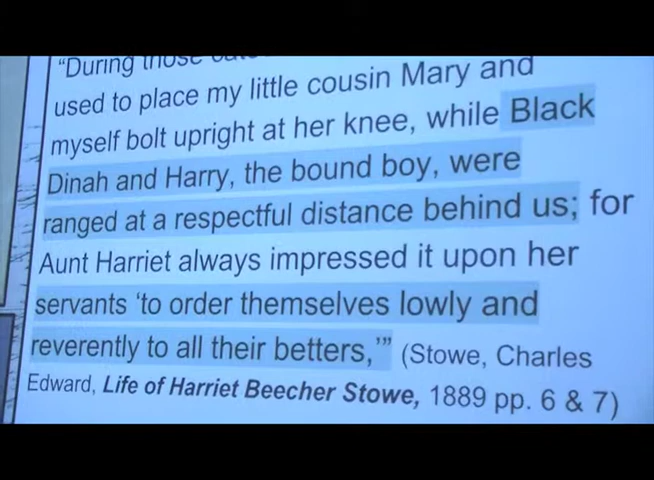 “During those
used to place my little cousin Mary and
myself bolt upright at her knee, while Black
Dinah and Harry, the bound boy, were
ranged at a respectful distance behind us; for
Aunt Harriet always impressed it upon her
servants ‘to order themselves lowly and
reverently to all their betters,’” (Stowe, Charles
Edward, Life of Harriet Beecher Stowe, 1889 pp. 6 & 7)